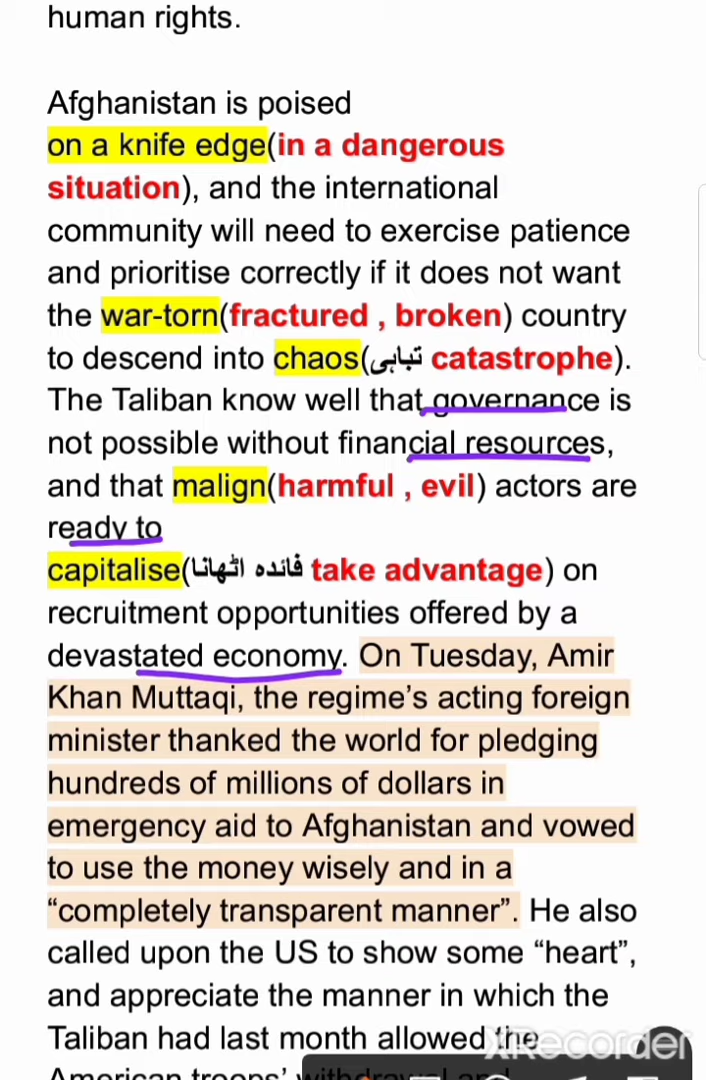 human rights.
Afghanistan is poised
on a knife edge(in a dangerous
situation), and the international
community will need to exercise patience
and prioritise correctly if it does not want
the war-torn(fractured , broken) country
to descend into chaos(تباہی catastrophe).
The Taliban know well that governance is
not possible without financial resources,
and that malign(harmful , evil) actors are
ready to
capitalise(فائدہ اٹھانا take advantage) on
recruitment opportunities offered by a
devastated economy. On Tuesday, Amir
Khan Muttaqi, the regime’s acting foreign
minister thanked the world for pledging
hundreds of millions of dollars in
emergency aid to Afghanistan and vowed
to use the money wisely and in a
“completely transparent manner”. He also
called upon the US to show some “heart”,
and appreciate the manner in which the
Taliban had last month allowed the
XRecorder
American troops’ withdrawal and